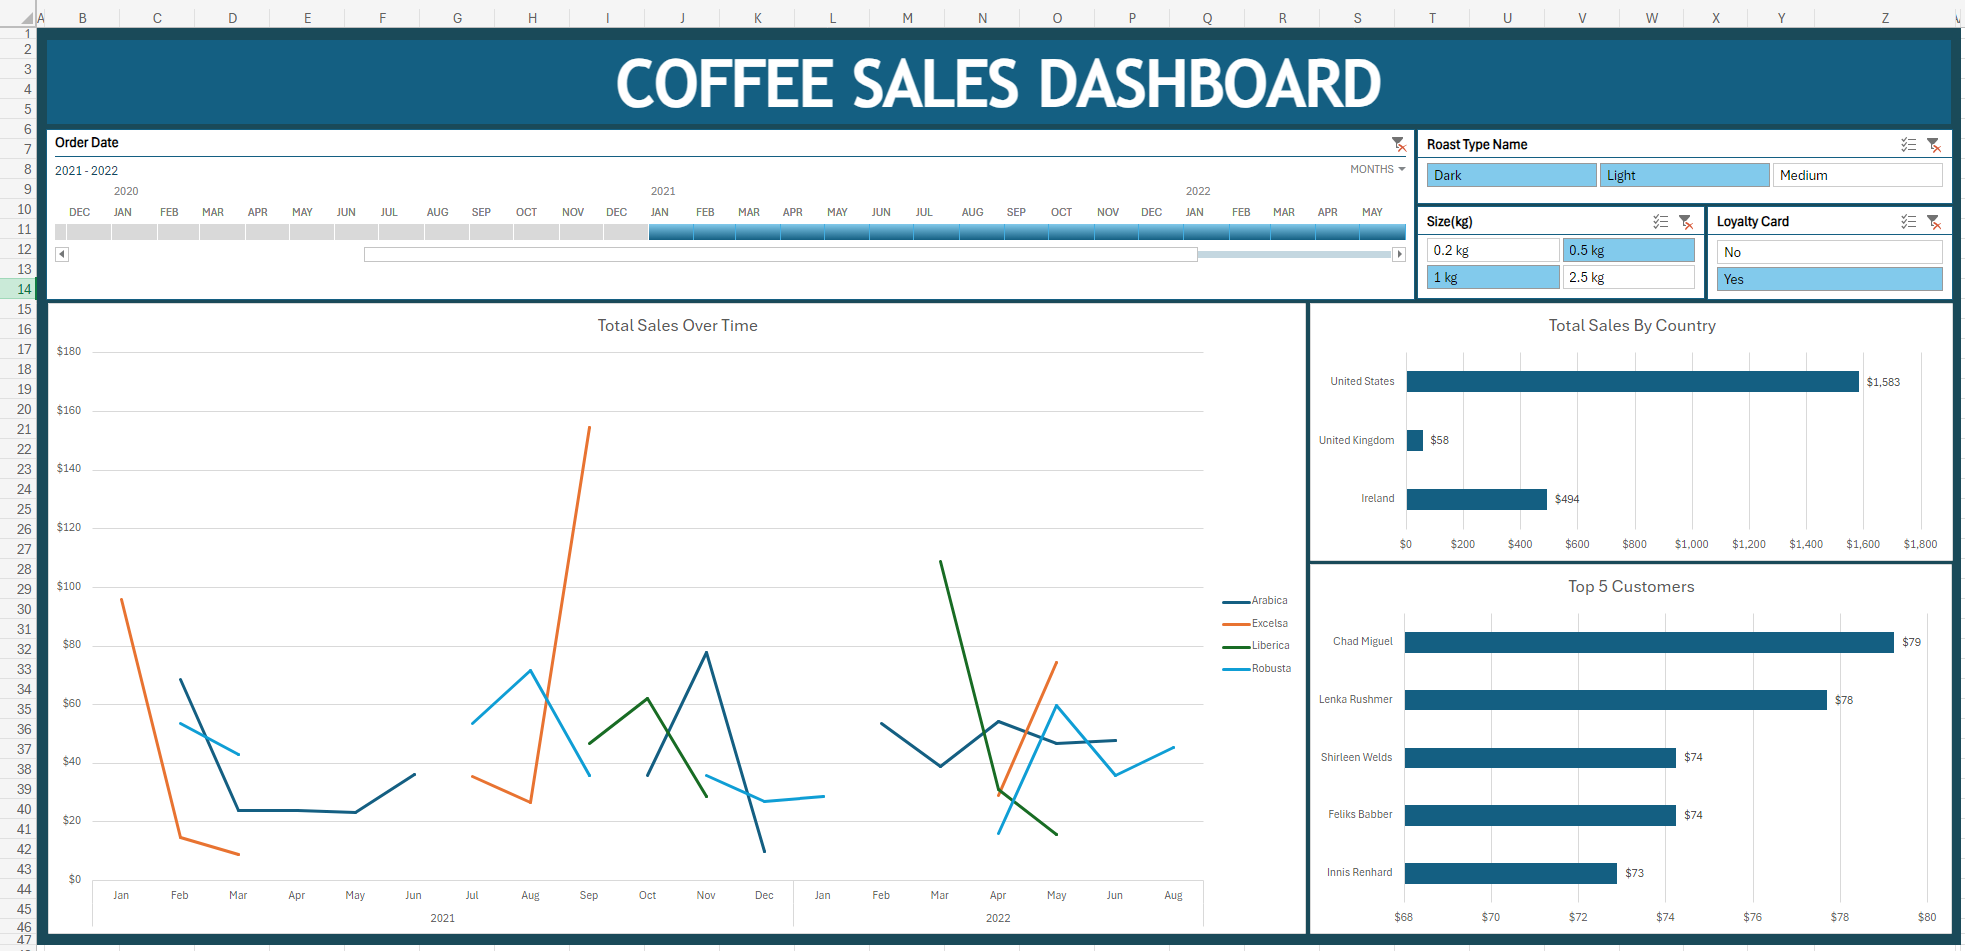 A B C D E F G H I J K L M N O P Q R S T U V W X Y Z
1
2
3
4
5
6
7
8
9
10
11
12
13
14
15
16
17
18
19
20
21
22
23
24
25
26
27
28
29
30
31
32
33
34
35
36
37
38
39
40
41
42
43
44
45
46
47
COFFEE SALES DASHBOARD
Order Date
2021 - 2022
MONTHS
2020 2021 2022
DEC JAN FEB MAR APR MAY JUN JUL AUG SEP OCT NOV DEC JAN FEB MAR APR MAY JUN JUL AUG SEP OCT NOV DEC JAN FEB MAR APR MAY
Roast Type Name
Dark Light Medium
Size(kg)
0.2 kg 0.5 kg
1 kg 2.5 kg
Loyalty Card
No
Yes
Total Sales Over Time
$180
$160
$140
$120
$100
$80
$60
$40
$20
$0
Jan Feb Mar Apr May Jun Jul Aug Sep Oct Nov Dec Jan Feb Mar Apr May Jun Aug
2021 2022
Arabica
Excelsa
Liberica
Robusta
Total Sales By Country
United States $1,583
United Kingdom $58
Ireland $494
$0 $200 $400 $600 $800 $1,000 $1,200 $1,400 $1,600 $1,800
Top 5 Customers
Chad Miguel $79
Lenka Rushmer $78
Shirleen Welds $74
Feliks Babber $74
Innis Renhard $73
$68 $70 $72 $74 $76 $78 $80